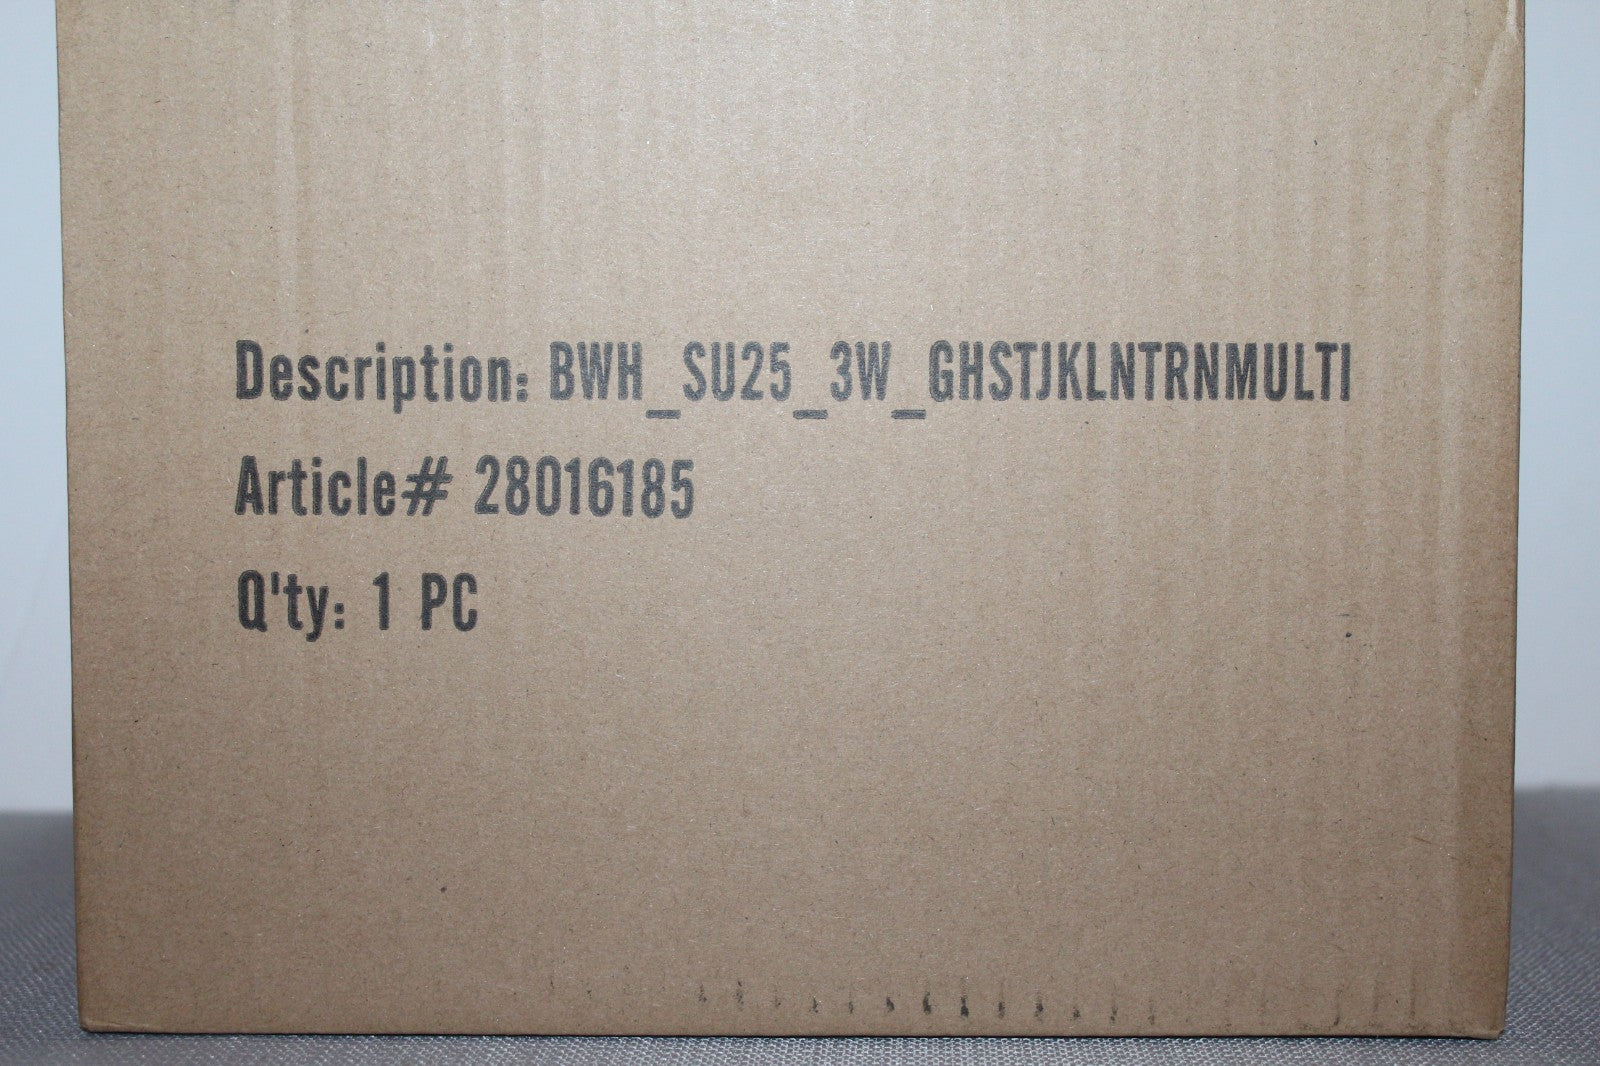 Description: BWH_SU25_3W_GHSTJKLNTRNMULTI
Article# 28016185
Q'ty: 1 PC